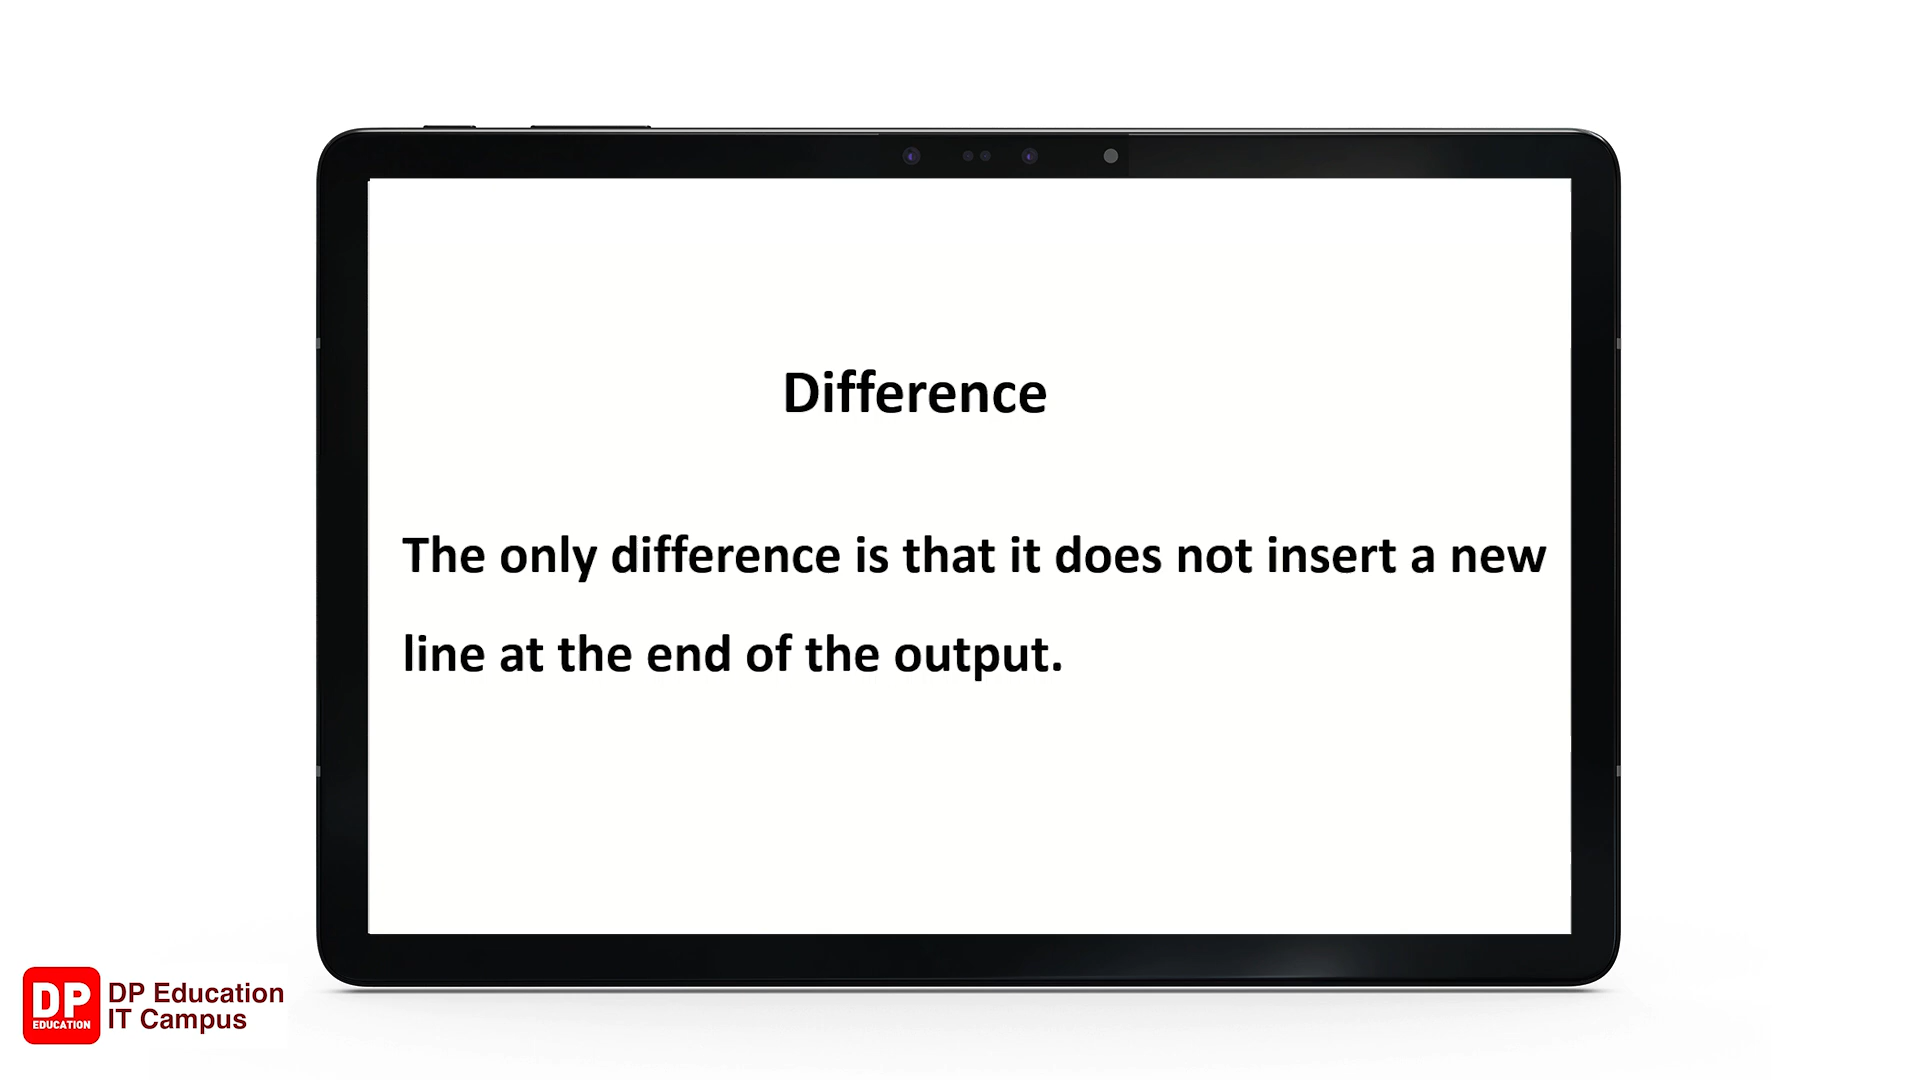 Difference
The only difference is that it does not insert a new
line at the end of the output.
DP
EDUCATION
DP Education
IT Campus